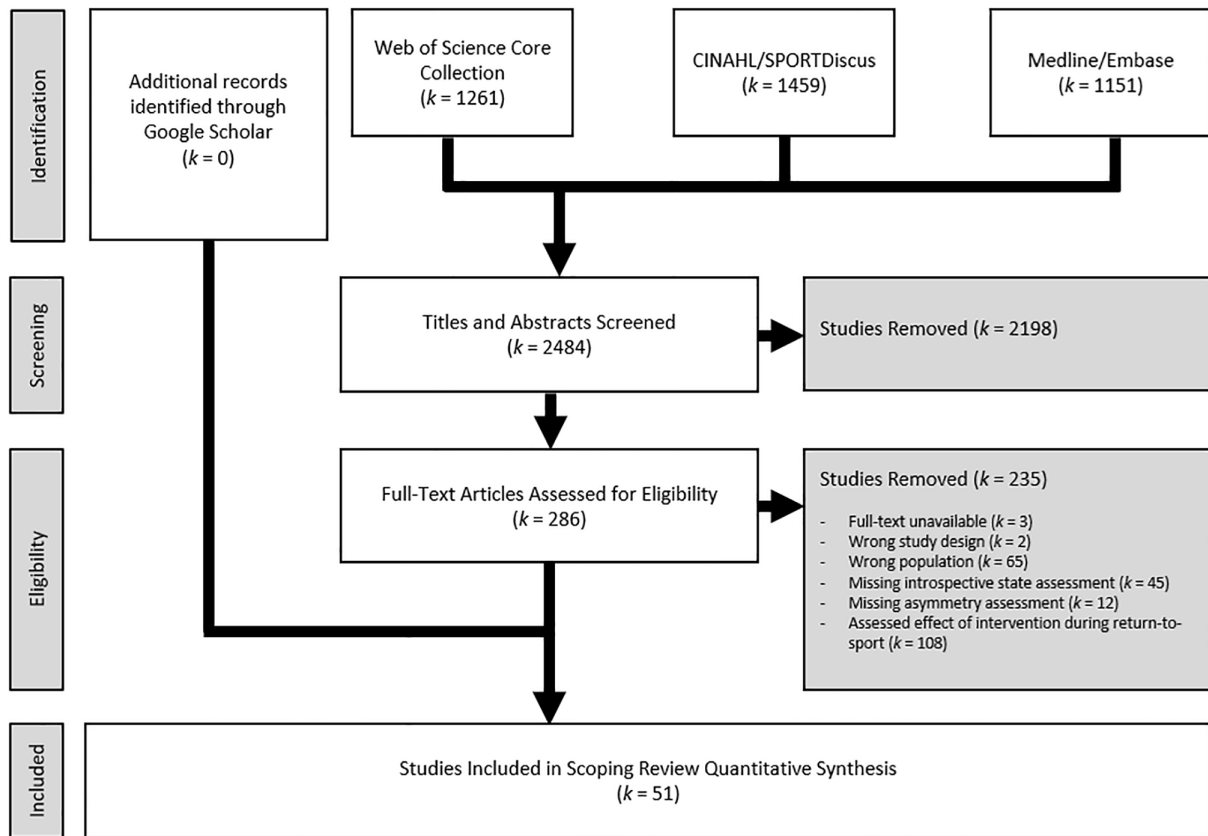 Identification
Additional records
identified through
Google Scholar
(k = 0)
Web of Science Core
Collection
(k = 1261)
CINAHL/SPORTDiscus
(k = 1459)
Medline/Embase
(k = 1151)
Screening
Titles and Abstracts Screened
(k = 2484)
Studies Removed (k = 2198)
Eligibility
Full-Text Articles Assessed for Eligibility
(k = 286)
Studies Removed (k = 235)
- Full-text unavailable (k = 3)
- Wrong study design (k = 2)
- Wrong population (k = 65)
- Missing introspective state assessment (k = 45)
- Missing asymmetry assessment (k = 12)
- Assessed effect of intervention during return-to-
sport (k = 108)
Included
Studies Included in Scoping Review Quantitative Synthesis
(k = 51)